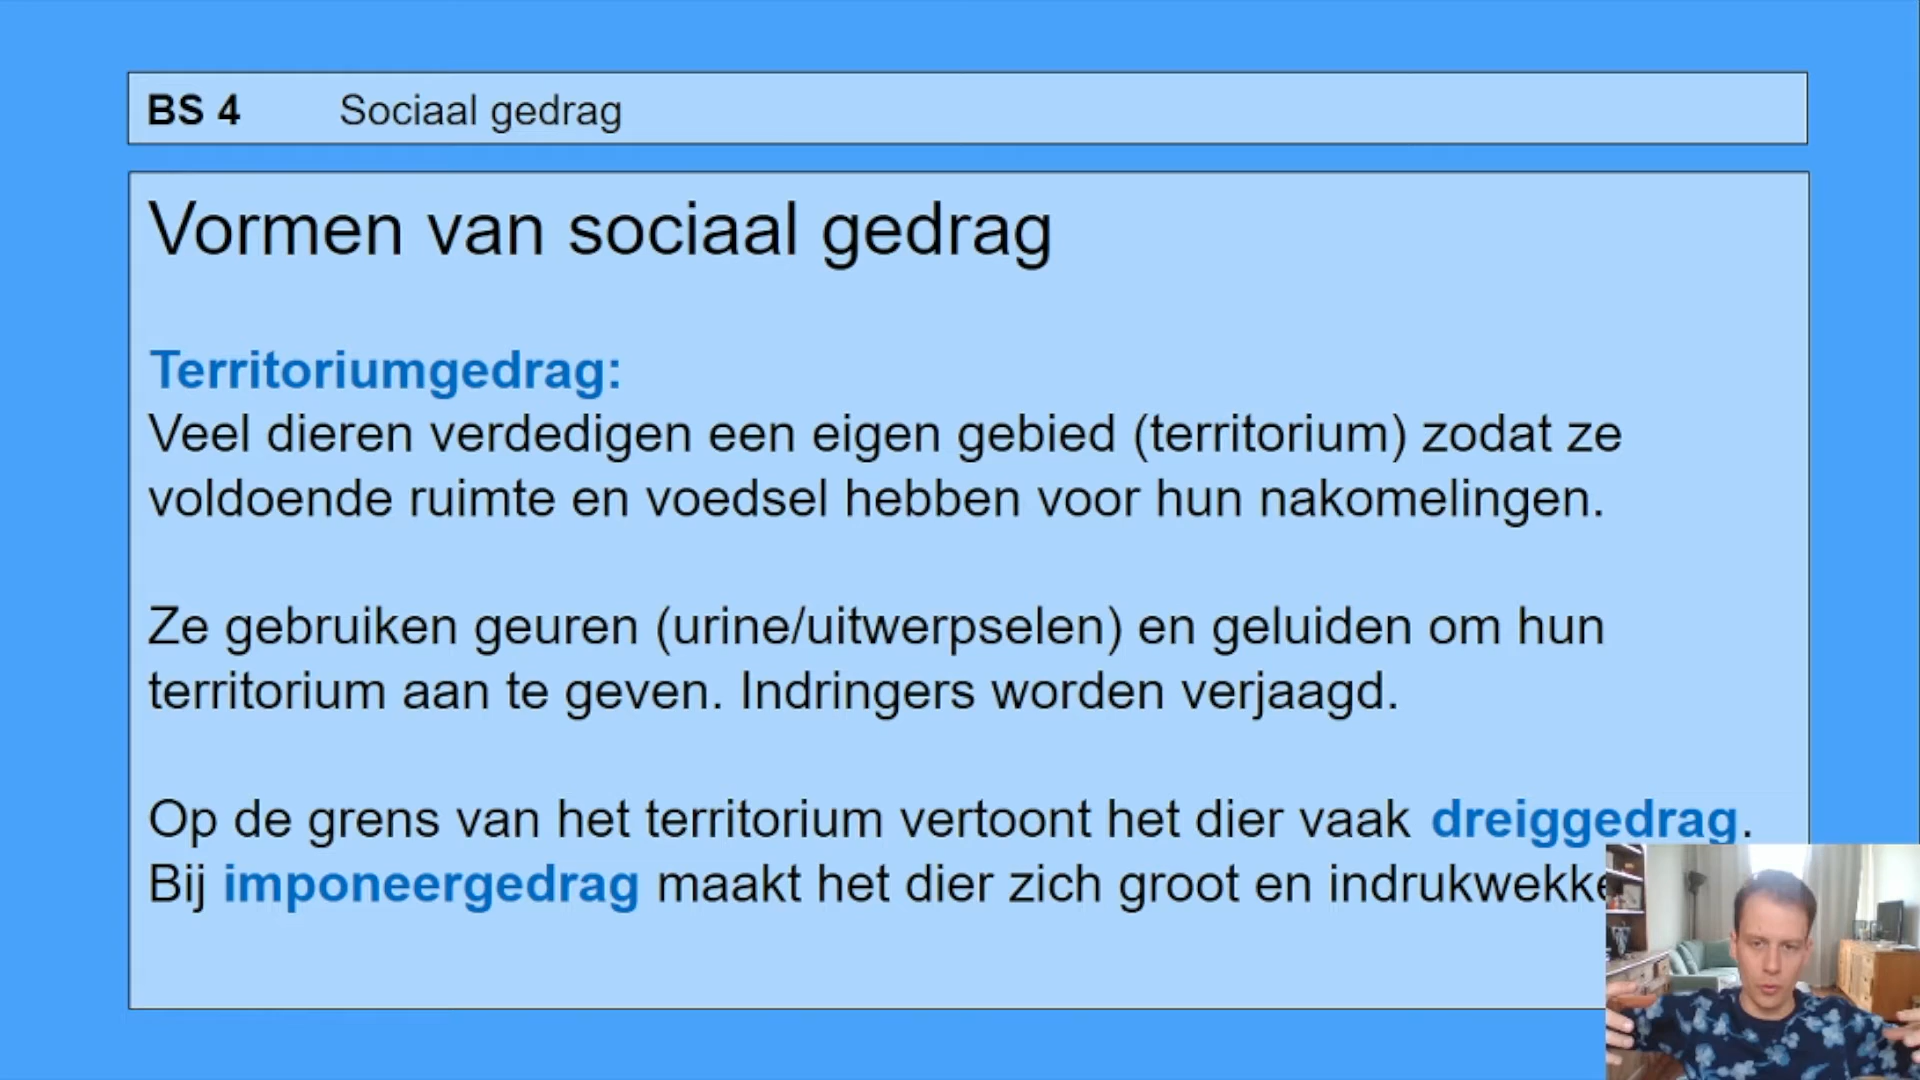 BS 4 Sociaal gedrag
Vormen van sociaal gedrag
Territoriumgedrag:
Veel dieren verdedigen een eigen gebied (territorium) zodat ze
voldoende ruimte en voedsel hebben voor hun nakomelingen.
Ze gebruiken geuren (urine/uitwerpselen) en geluiden om hun
territorium aan te geven. Indringers worden verjaagd.
Op de grens van het territorium vertoont het dier vaak dreiggedrag.
Bij imponeergedrag maakt het dier zich groot en